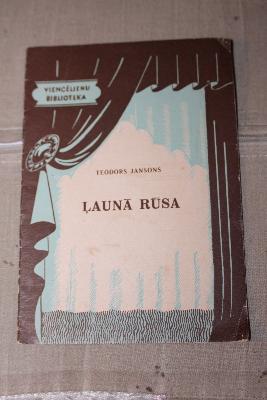 VIENCĒLIENU
BIBLIOTEKA
TEODORS JANSONS
ĻAUNĀ RŪSA